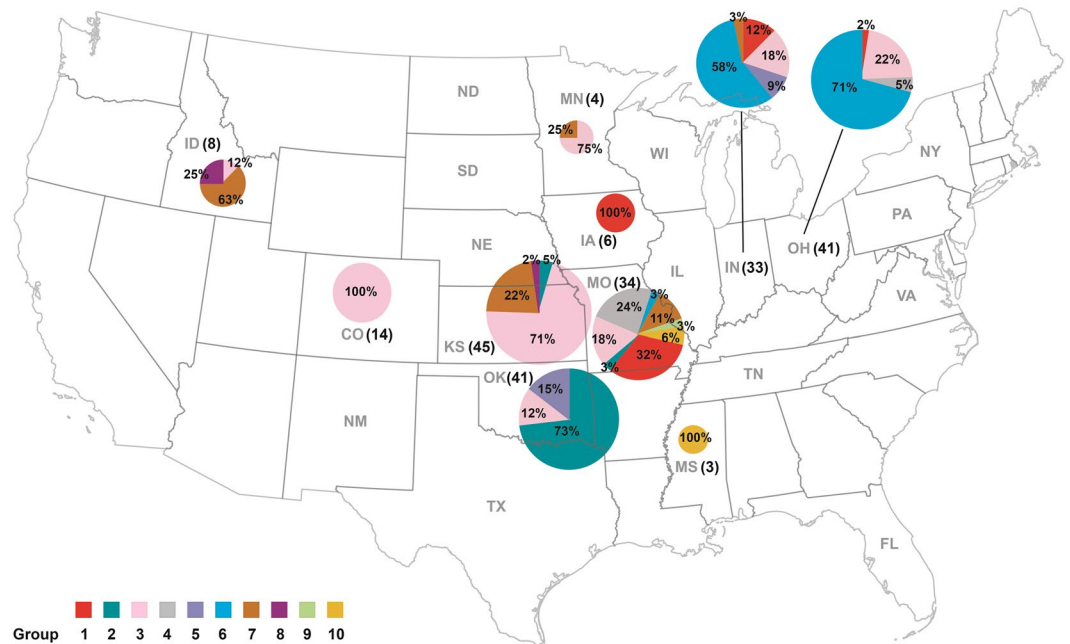 3%
12%
18%
58%
9%
2%
22%
71%
5%
ND
MN (4)
25%
75%
WI
NY
ID (8)
12%
25%
63%
SD
PA
100%
IA (6)
NE
IN (33)
OH (41)
IL
MO (34)
VA
2%
5%
22%
71%
KS (45)
100%
CO (14)
24%
3%
11%
3%
6%
18%
32%
3%
OK (41)
15%
12%
73%
TN
NM
100%
MS (3)
TX
FL
Group 1 2 3 4 5 6 7 8 9 10